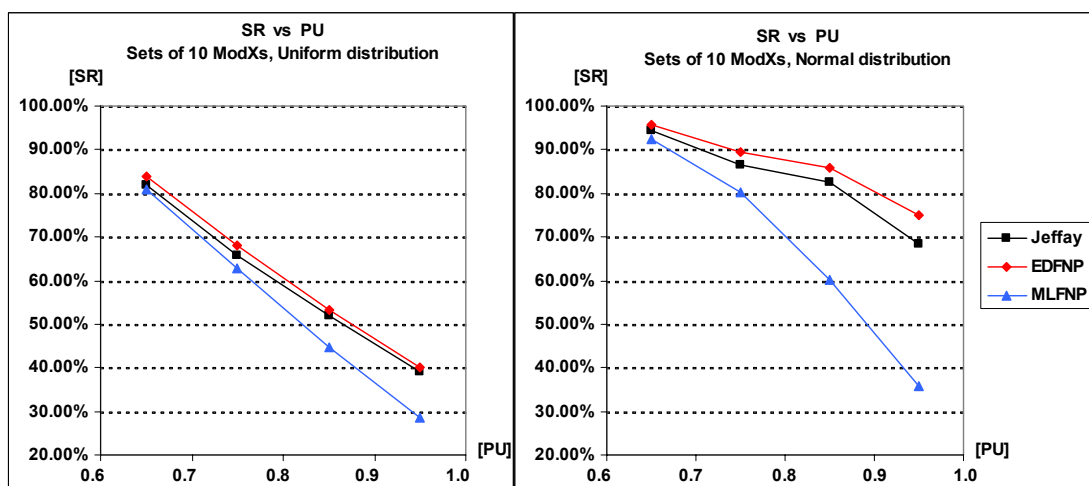 SR vs PU
Sets of 10 ModXs, Uniform distribution
[SR]
100.00%
90.00%
80.00%
70.00%
60.00%
50.00%
40.00%
30.00%
20.00%
0.6 0.7 0.8 0.9 1.0
[PU]
SR vs PU
Sets of 10 ModXs, Normal distribution
[SR]
100.00%
90.00%
80.00%
70.00%
60.00%
50.00%
40.00%
30.00%
20.00%
0.6 0.7 0.8 0.9 1.0
[PU]
Jeffay
EDFNP
MLFNP